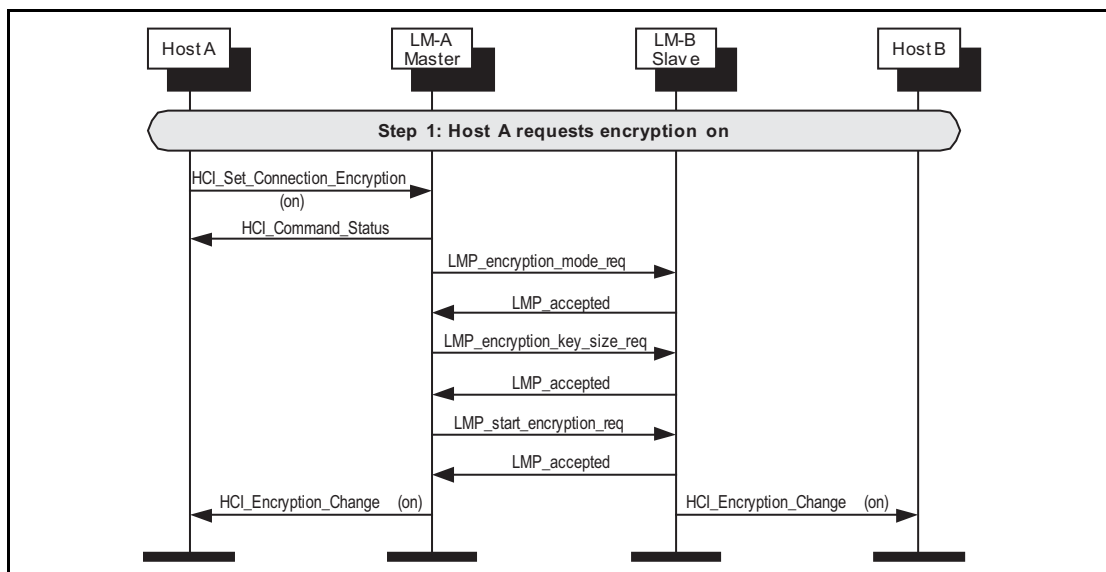 Host A
LM-A
Master
LM-B
Slave
Host B
Step 1: Host A requests encryption on
HCI_Set_Connection_Encryption
(on)
HCI_Command_Status
LMP_encryption_mode_req
LMP_accepted
LMP_encryption_key_size_req
LMP_accepted
LMP_start_encryption_req
LMP_accepted
HCI_Encryption_Change (on)
HCI_Encryption_Change (on)